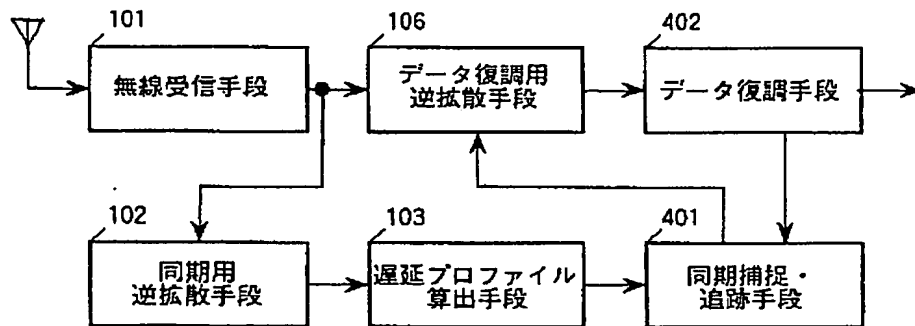 101
無線受信手段
106
データ復調用
逆拡散手段
402
データ復調手段
102
同期用
逆拡散手段
103
遅延プロファイル
算出手段
401
同期捕捉・
追跡手段